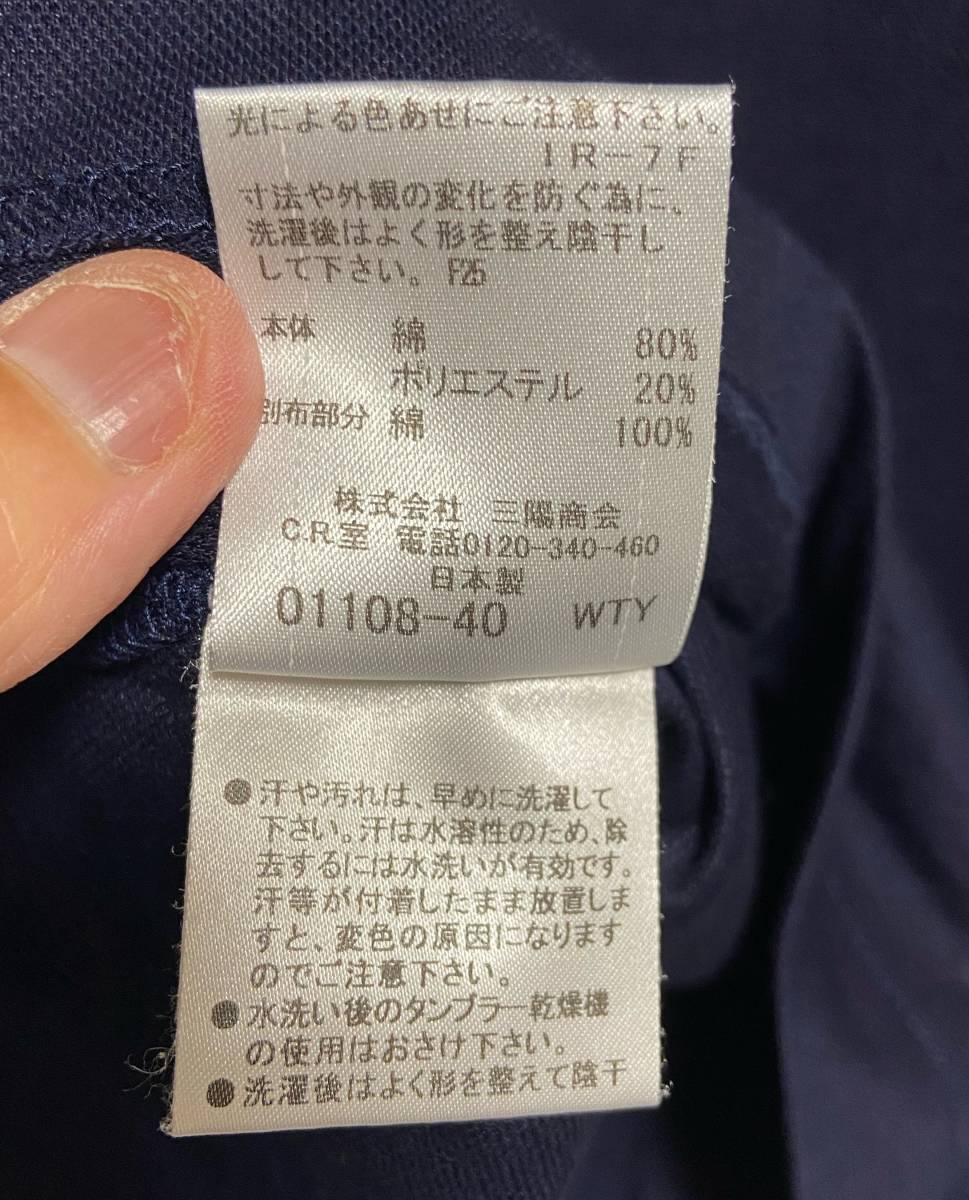 光による色あせにご注意下さい。
IR-7F
寸法や外観の変化を防ぐ為に、
洗濯後はよく形を整え陰干し
して下さい。 F25
本体 綿 80%
ポリエステル 20%
別布部分 綿 100%
株式会社 三陽商会
C.R室 電話0120-340-460
日本製
01108-40 WTY
●汗や汚れは、早めに洗濯して
下さい。汗は水溶性のため、除
去するには水洗いが有効です。
汗等が付着したまま放置しま
すと、変色の原因になります
のでご注意下さい。
●水洗い後のタンブラー乾燥機
の使用はおさけ下さい。
●洗濯後はよく形を整えて陰干